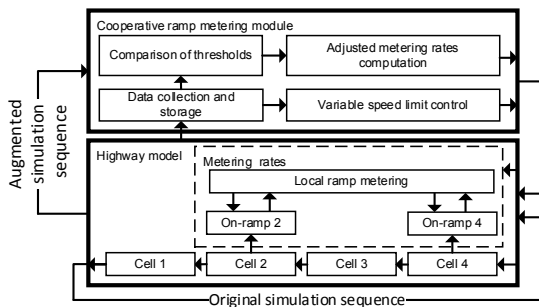 Cooperative ramp metering module
Comparison of thresholds
Adjusted metering rates
computation
Data collection and
storage
Variable speed limit control
Augmented
simulation
sequence
Highway model
Metering rates
Local ramp metering
On-ramp 2
On-ramp 4
Cell 1
Cell 2
Cell 3
Cell 4
Original simulation sequence